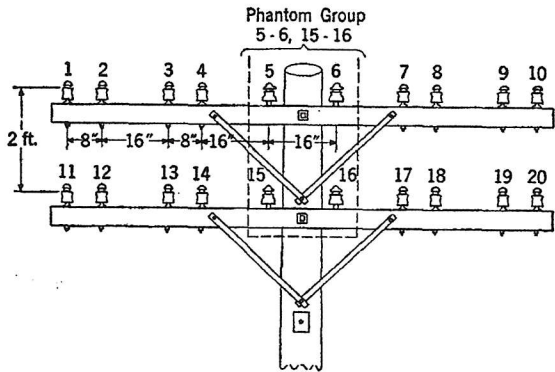 Phantom Group
5 - 6, 15 - 16
1 2 3 4 5 6 7 8 9 10
2 ft.
8" 16" 8" 16" 16"
11 12 13 14 15 16 17 18 19 20